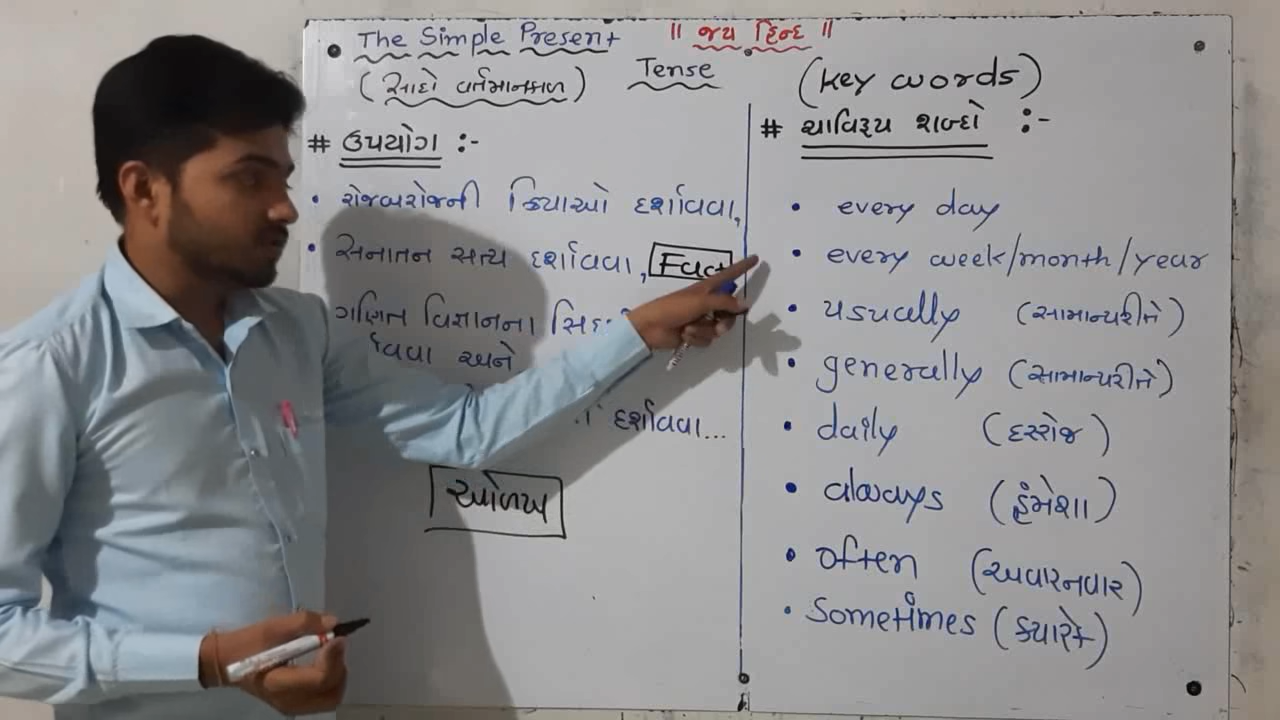 The Simple Present
Tense
(સાદો વર્તમાનકાળ)
॥ જય હિન્દ ॥
# ઉપયોગ :-
• રોજબરોજની ક્રિયાઓ દર્શાવવા,
• સનાતન સત્ય દર્શાવવા,
ગણિત વિજ્ઞાનના
અને
દર્શાવવા...
(Key words)
# ચાવિરૂપ શબ્દો :-
• every day
• every week/month/year
• usually (સામાન્યરીતે)
• generally (સામાન્યરીતે)
• daily (દરરોજ)
• always (હંમેશા)
• often (અવારનવાર)
• Sometimes (ક્યારેક)